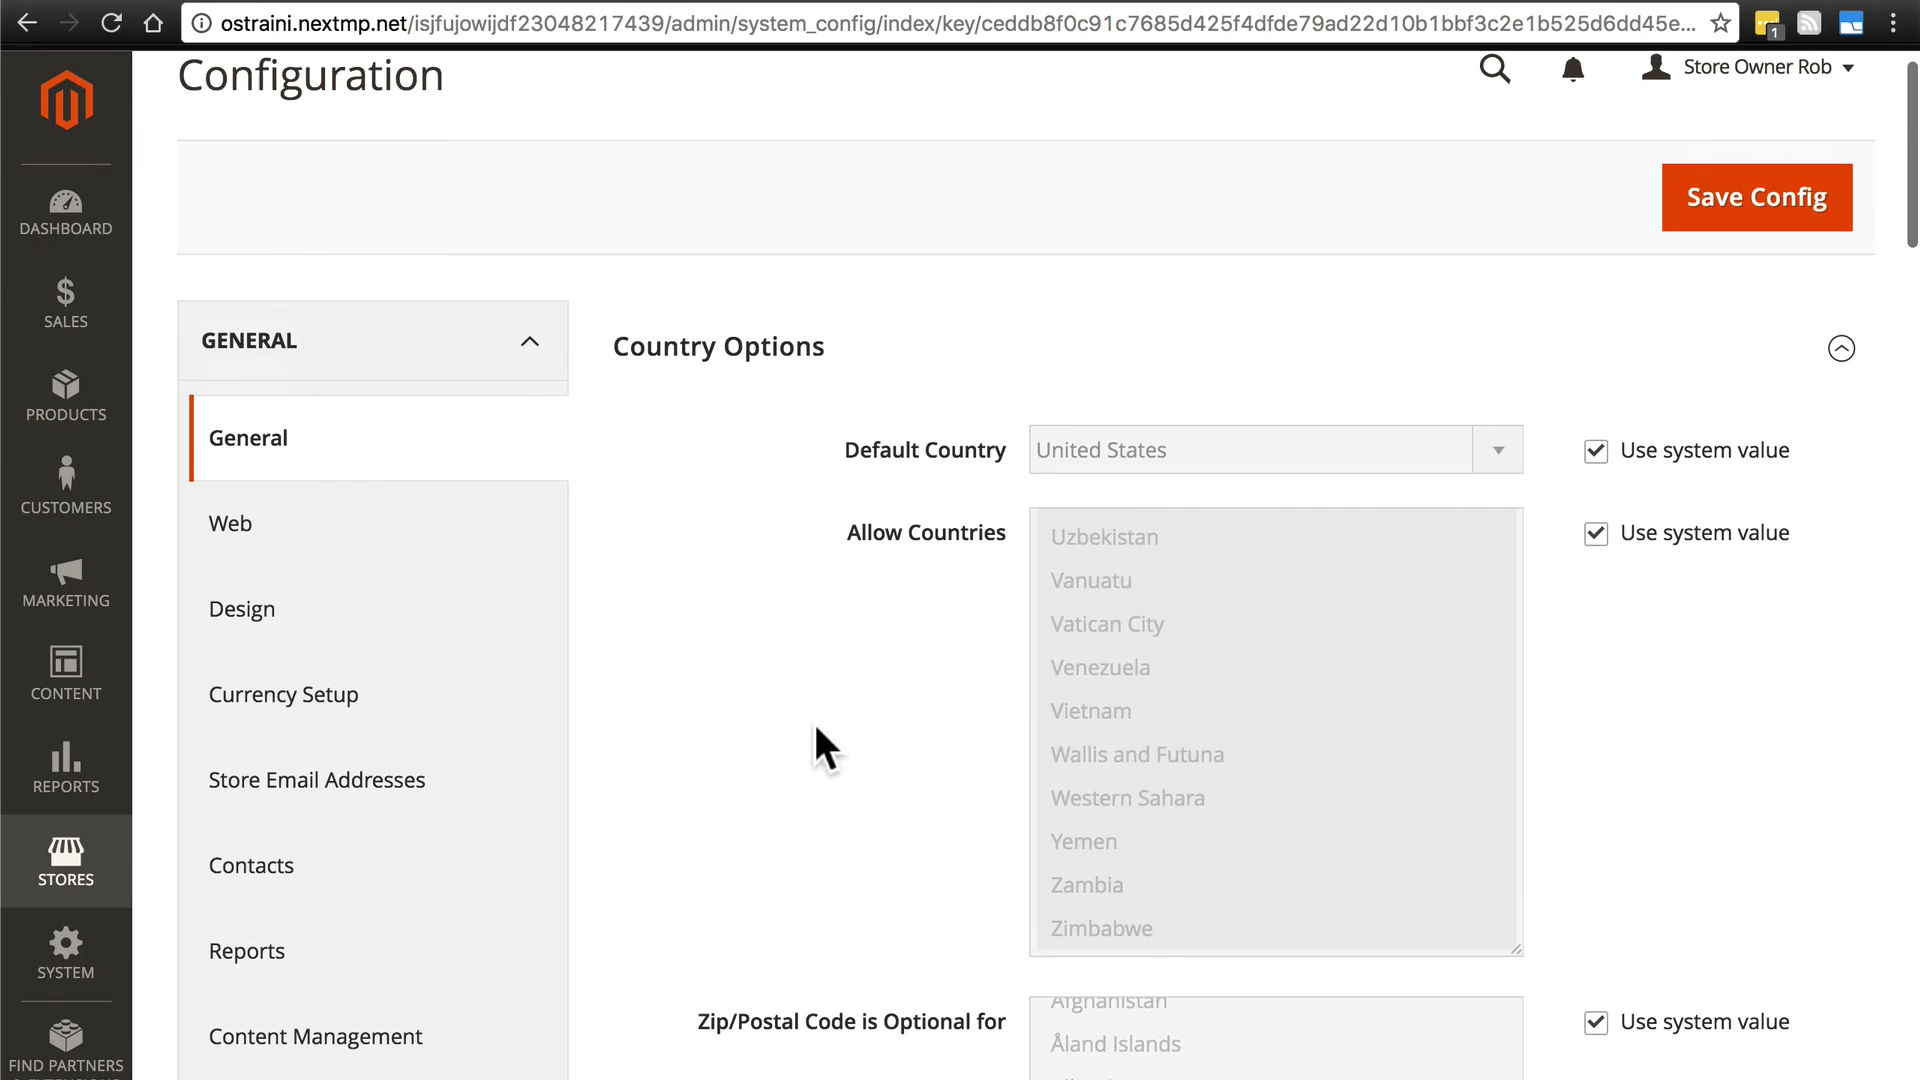 ostraini.nextmp.net/isjfujowijdf23048217439/admin/system_config/index/key/ceddb8f0c91c7685d425f4dfde79ad22d10b1bbf3c2e1b525d6dd45e...
1
Configuration
Store Owner Rob
Save Config
DASHBOARD
SALES
PRODUCTS
CUSTOMERS
MARKETING
CONTENT
REPORTS
STORES
SYSTEM
FIND PARTNERS
GENERAL
General
Web
Design
Currency Setup
Store Email Addresses
Contacts
Reports
Content Management
Country Options
Default Country
United States
Use system value
Allow Countries
Uzbekistan
Vanuatu
Vatican City
Venezuela
Vietnam
Wallis and Futuna
Western Sahara
Yemen
Zambia
Zimbabwe
Use system value
Zip/Postal Code is Optional for
Afghanistan
Åland Islands
Use system value